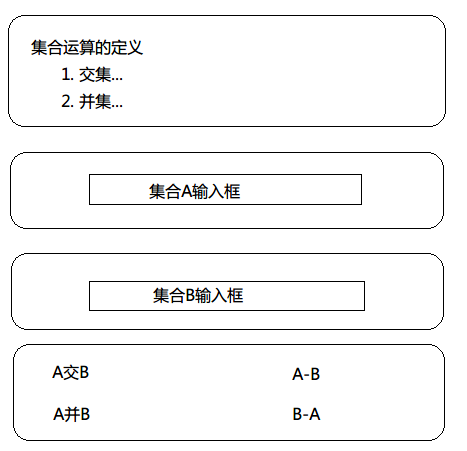 集合运算的定义
1. 交集...
2. 并集...
集合A输入框
集合B输入框
A交B
A-B
A并B
B-A